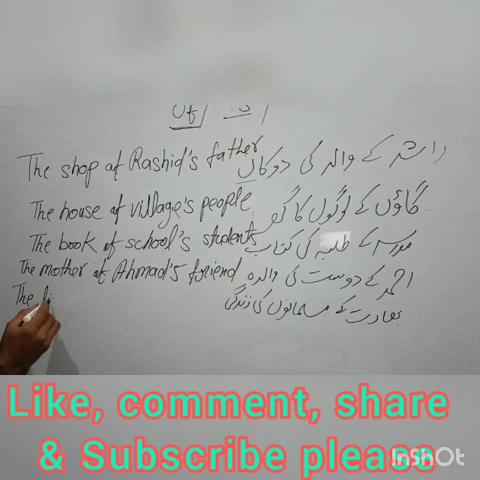 Of / 's
The shop of Rashid's father راشد کے والد کی دوکان
The house of village's people گاؤں کے لوگوں کا گھر
The book of school's students مدرسہ کے طلبہ کی کتاب
The mother of Ahmad's friend احمد کے دوست کی والدہ
The li بھارت کے مسلمانوں کی زندگی
Like, comment, share
& Subscribe please
InShOt